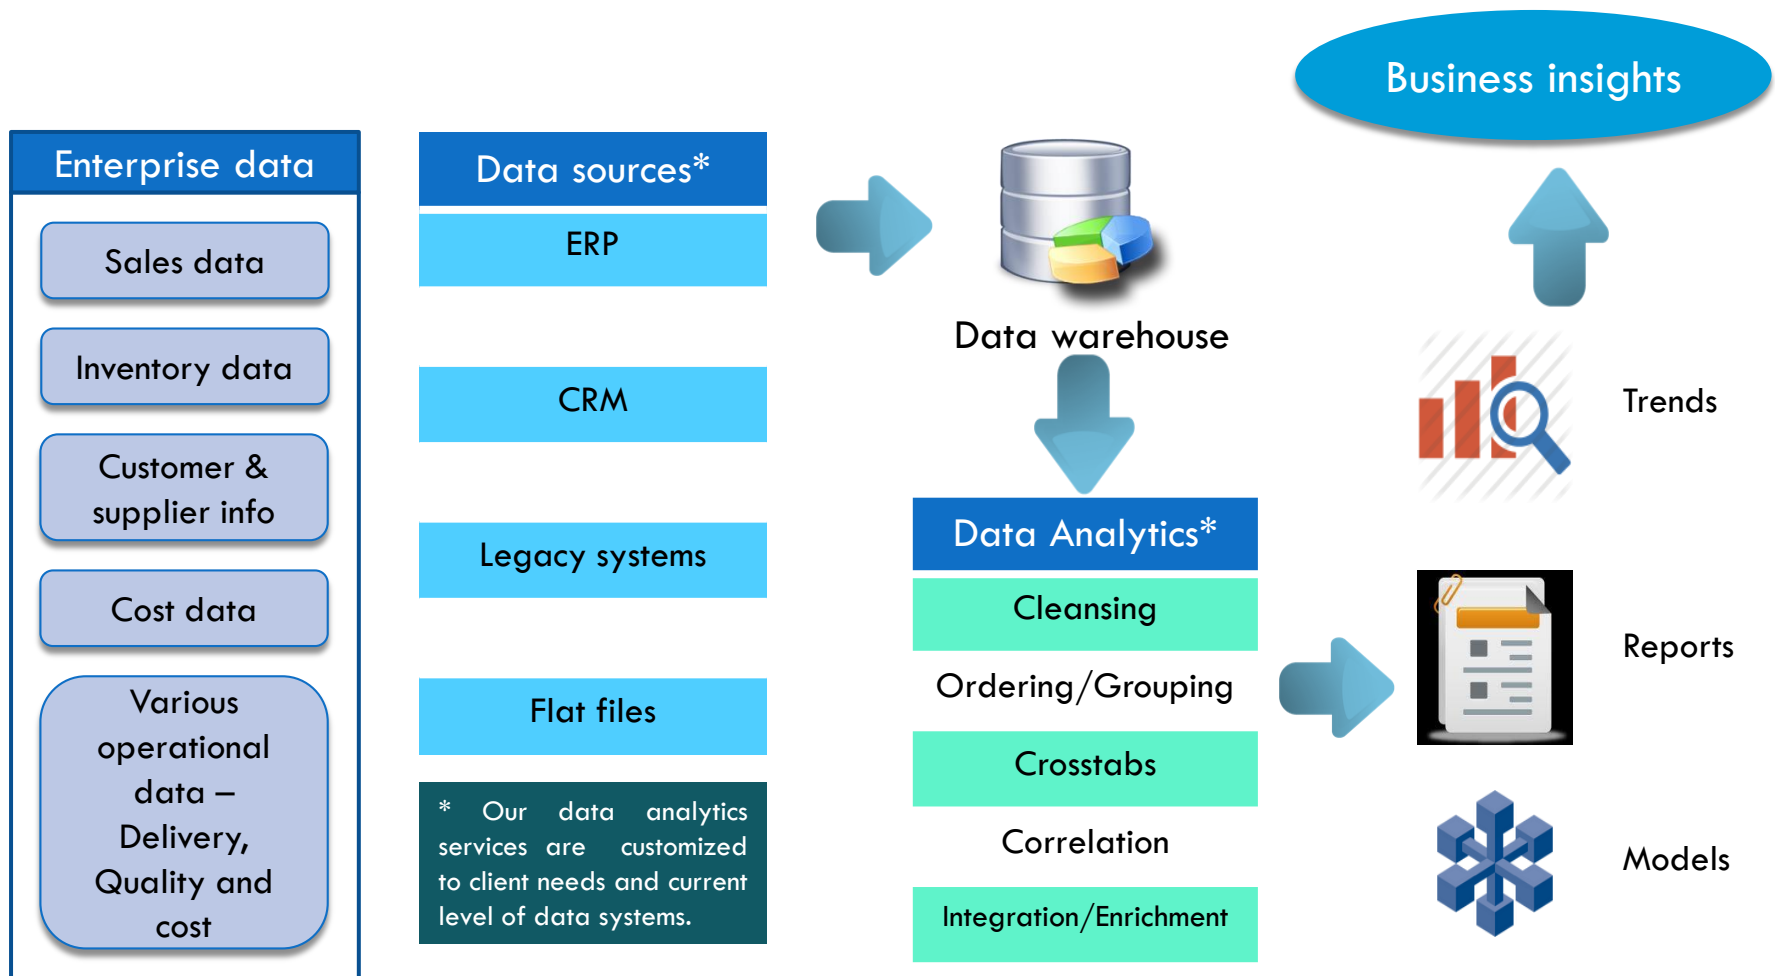 Business insights
Enterprise data
Sales data
Inventory data
Customer &
supplier info
Cost data
Various
operational
data –
Delivery,
Quality and
cost
Data sources*
ERP
CRM
Legacy systems
Flat files
* Our data analytics
services are customized
to client needs and current
level of data systems.
Data warehouse
Data Analytics*
Cleansing
Ordering/Grouping
Crosstabs
Correlation
Integration/Enrichment
Trends
Reports
Models